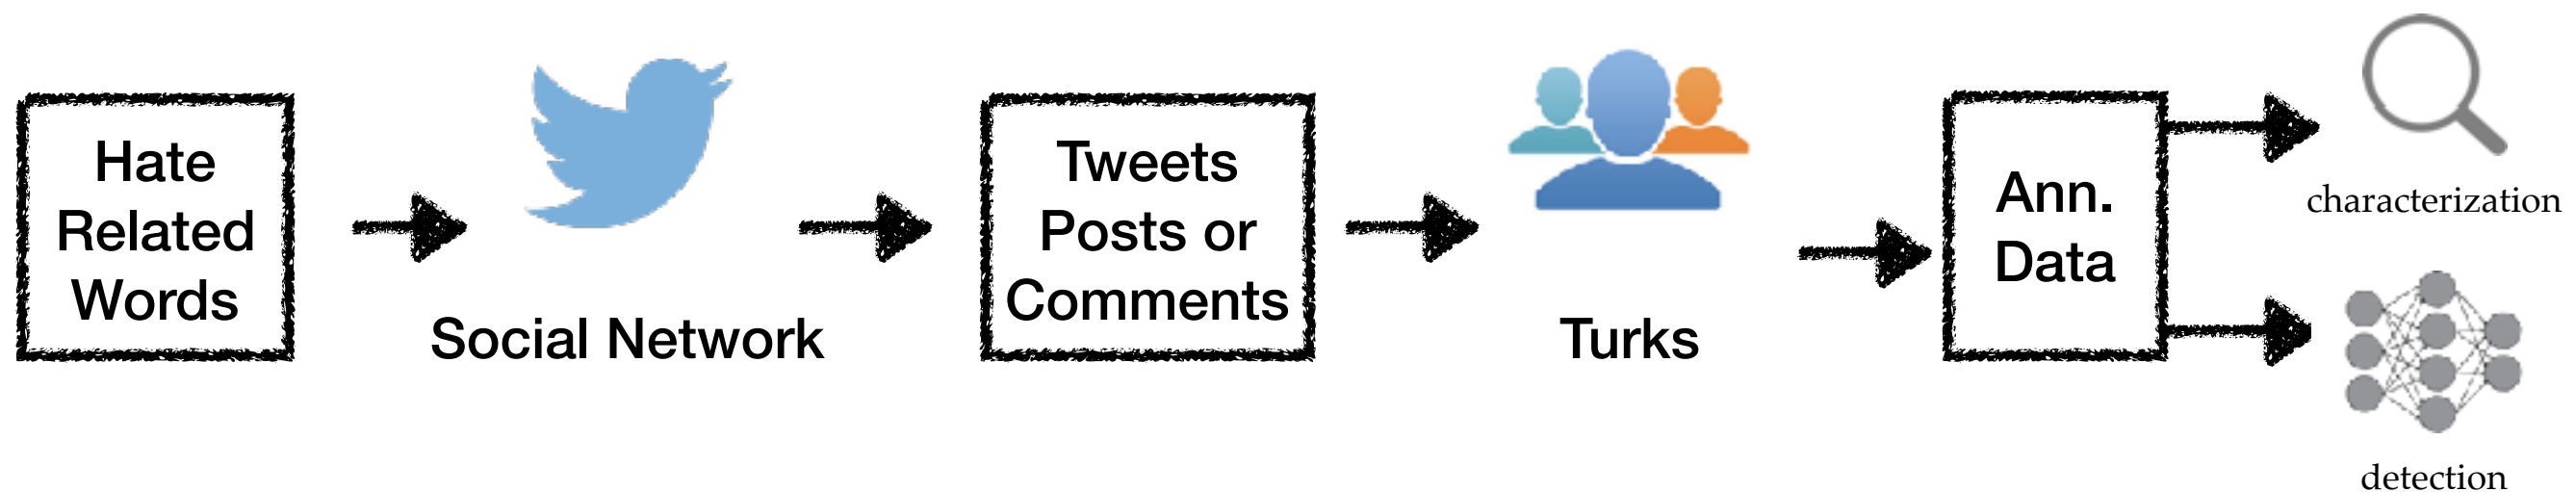 Hate
Related
Words
Social Network
Tweets
Posts or
Comments
Turks
Ann.
Data
characterization
detection